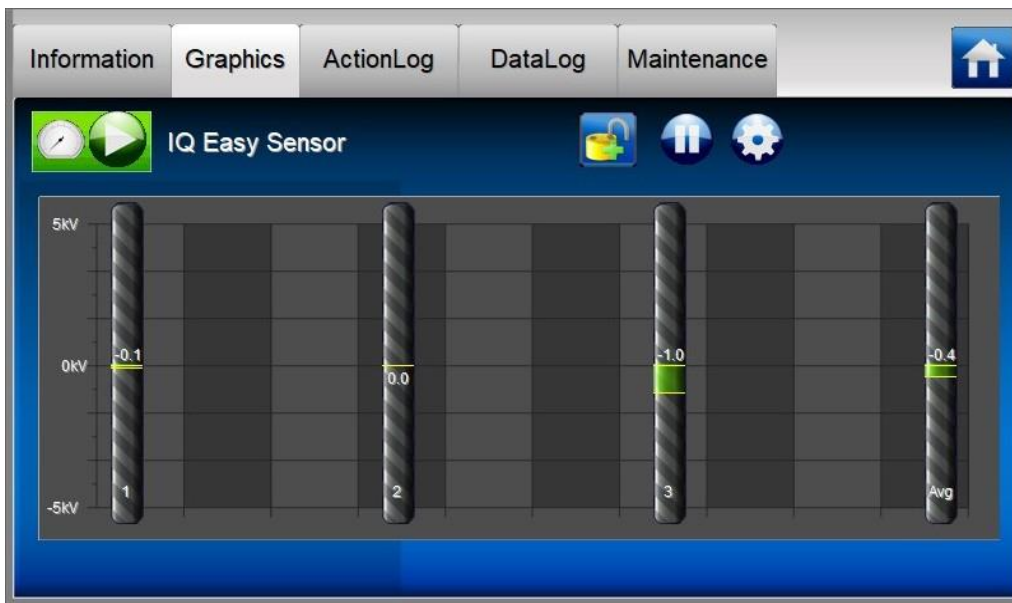 Information Graphics ActionLog DataLog Maintenance
IQ Easy Sensor
5kV
-0.1 -1.0 -0.4
0kV
0.0
1 2 3 Avg
-5kV